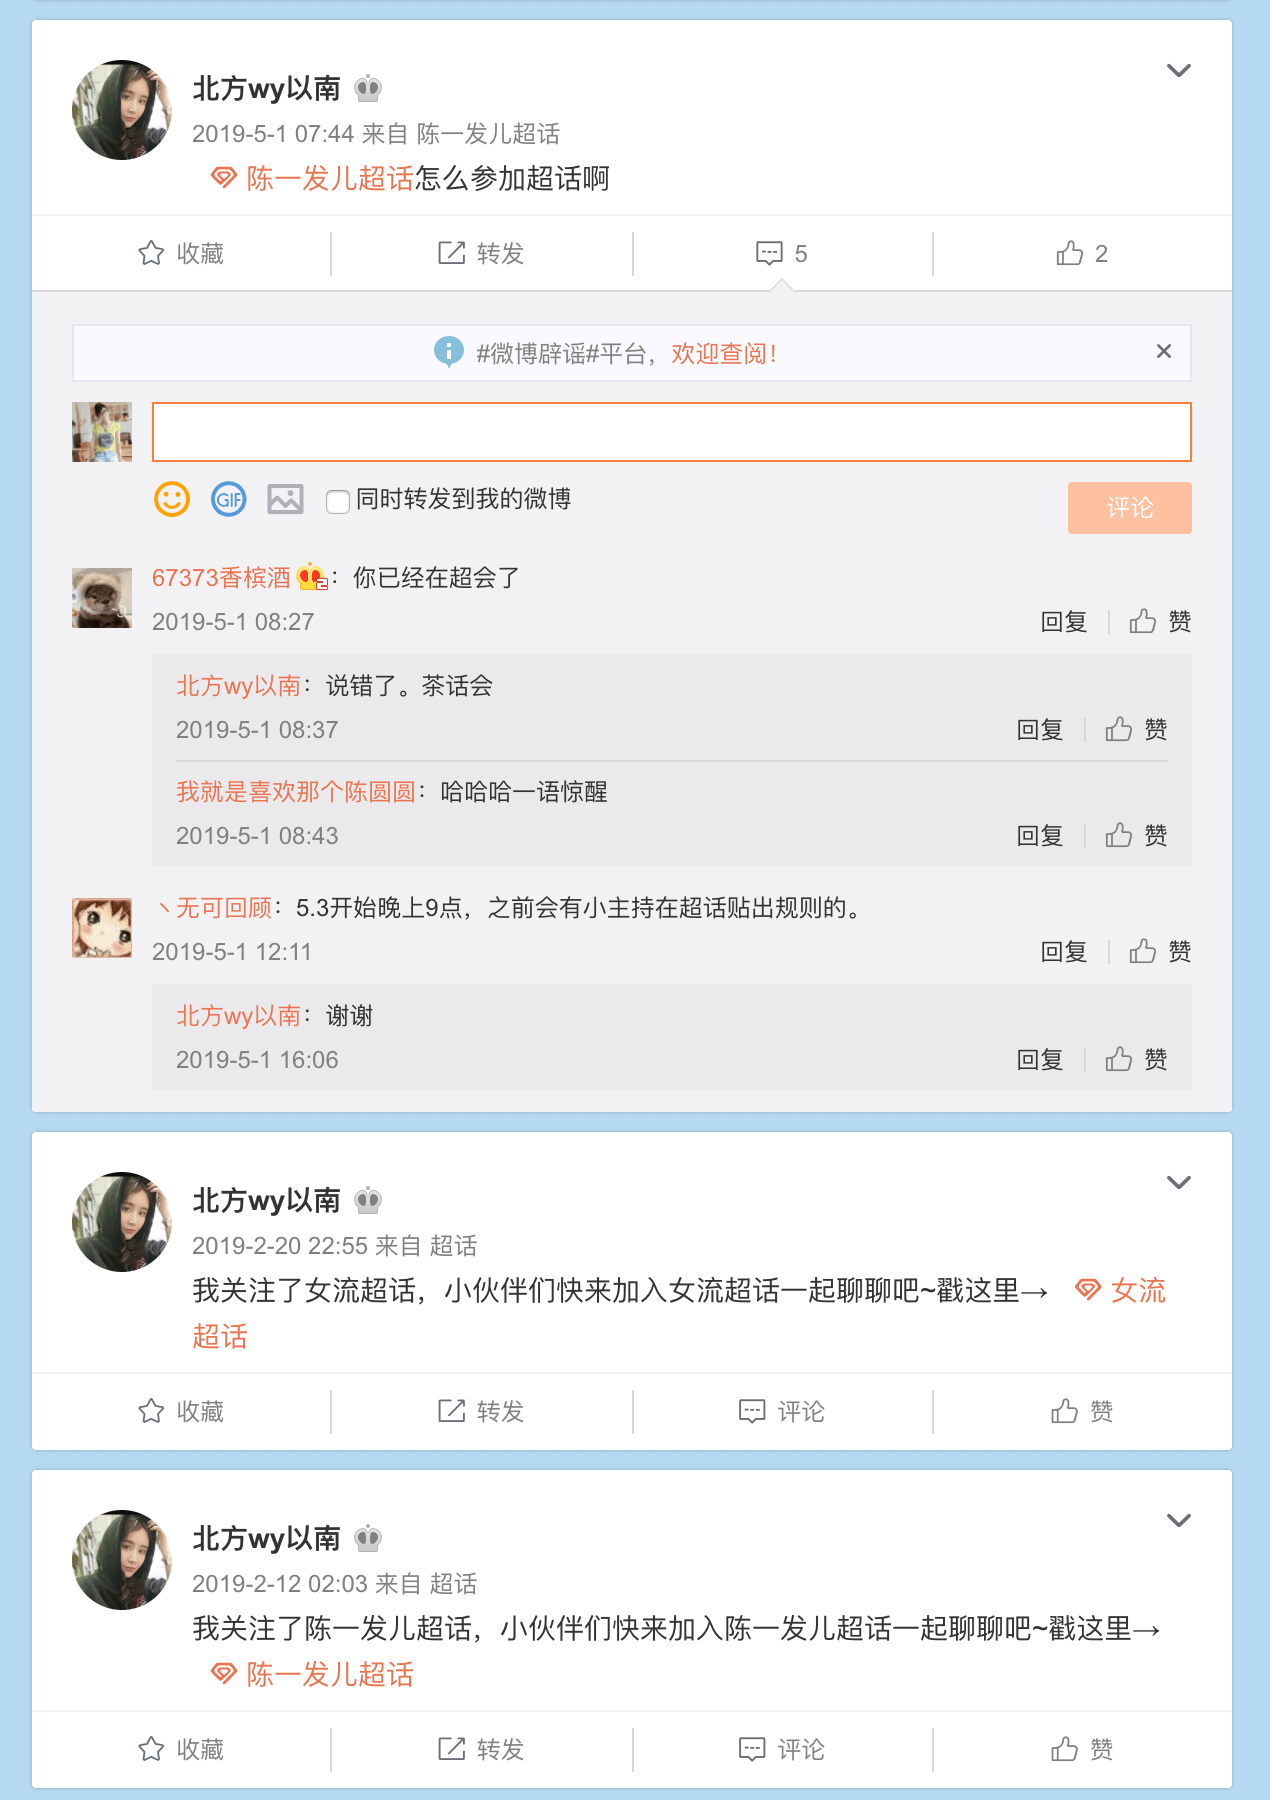 北方wy以南
2019-5-1 07:44 来自 陈一发儿超话
陈一发儿超话怎么参加超话啊
收藏
转发
5
2
#微博辟谣#平台，欢迎查阅！
GIF
同时转发到我的微博
评论
67373香槟酒：你已经在超会了
2019-5-1 08:27
回复
赞
北方wy以南：说错了。茶话会
2019-5-1 08:37
回复
赞
我就是喜欢那个陈圆圆：哈哈哈一语惊醒
2019-5-1 08:43
回复
赞
丶无可回顾：5.3开始晚上9点，之前会有小主持在超话贴出规则的。
2019-5-1 12:11
回复
赞
北方wy以南：谢谢
2019-5-1 16:06
回复
赞
北方wy以南
2019-2-20 22:55 来自 超话
我关注了女流超话，小伙伴们快来加入女流超话一起聊聊吧~戳这里→ 女流
超话
收藏
转发
评论
赞
北方wy以南
2019-2-12 02:03 来自 超话
我关注了陈一发儿超话，小伙伴们快来加入陈一发儿超话一起聊聊吧~戳这里→
陈一发儿超话
收藏
转发
评论
赞